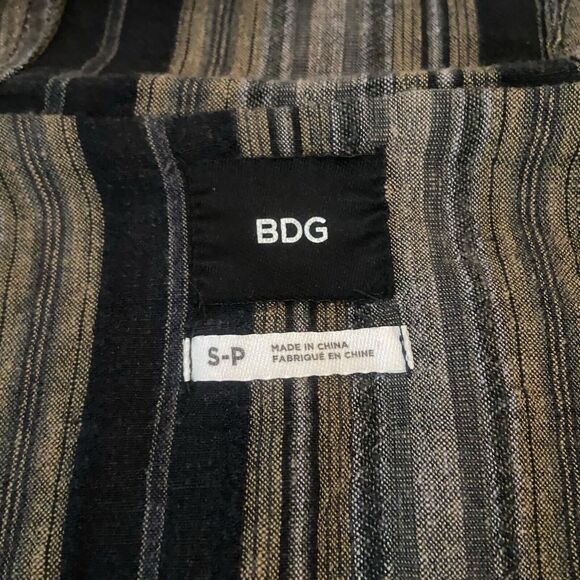 BDG
S-P
MADE IN CHINA
FABRIQUÉ EN CHINE